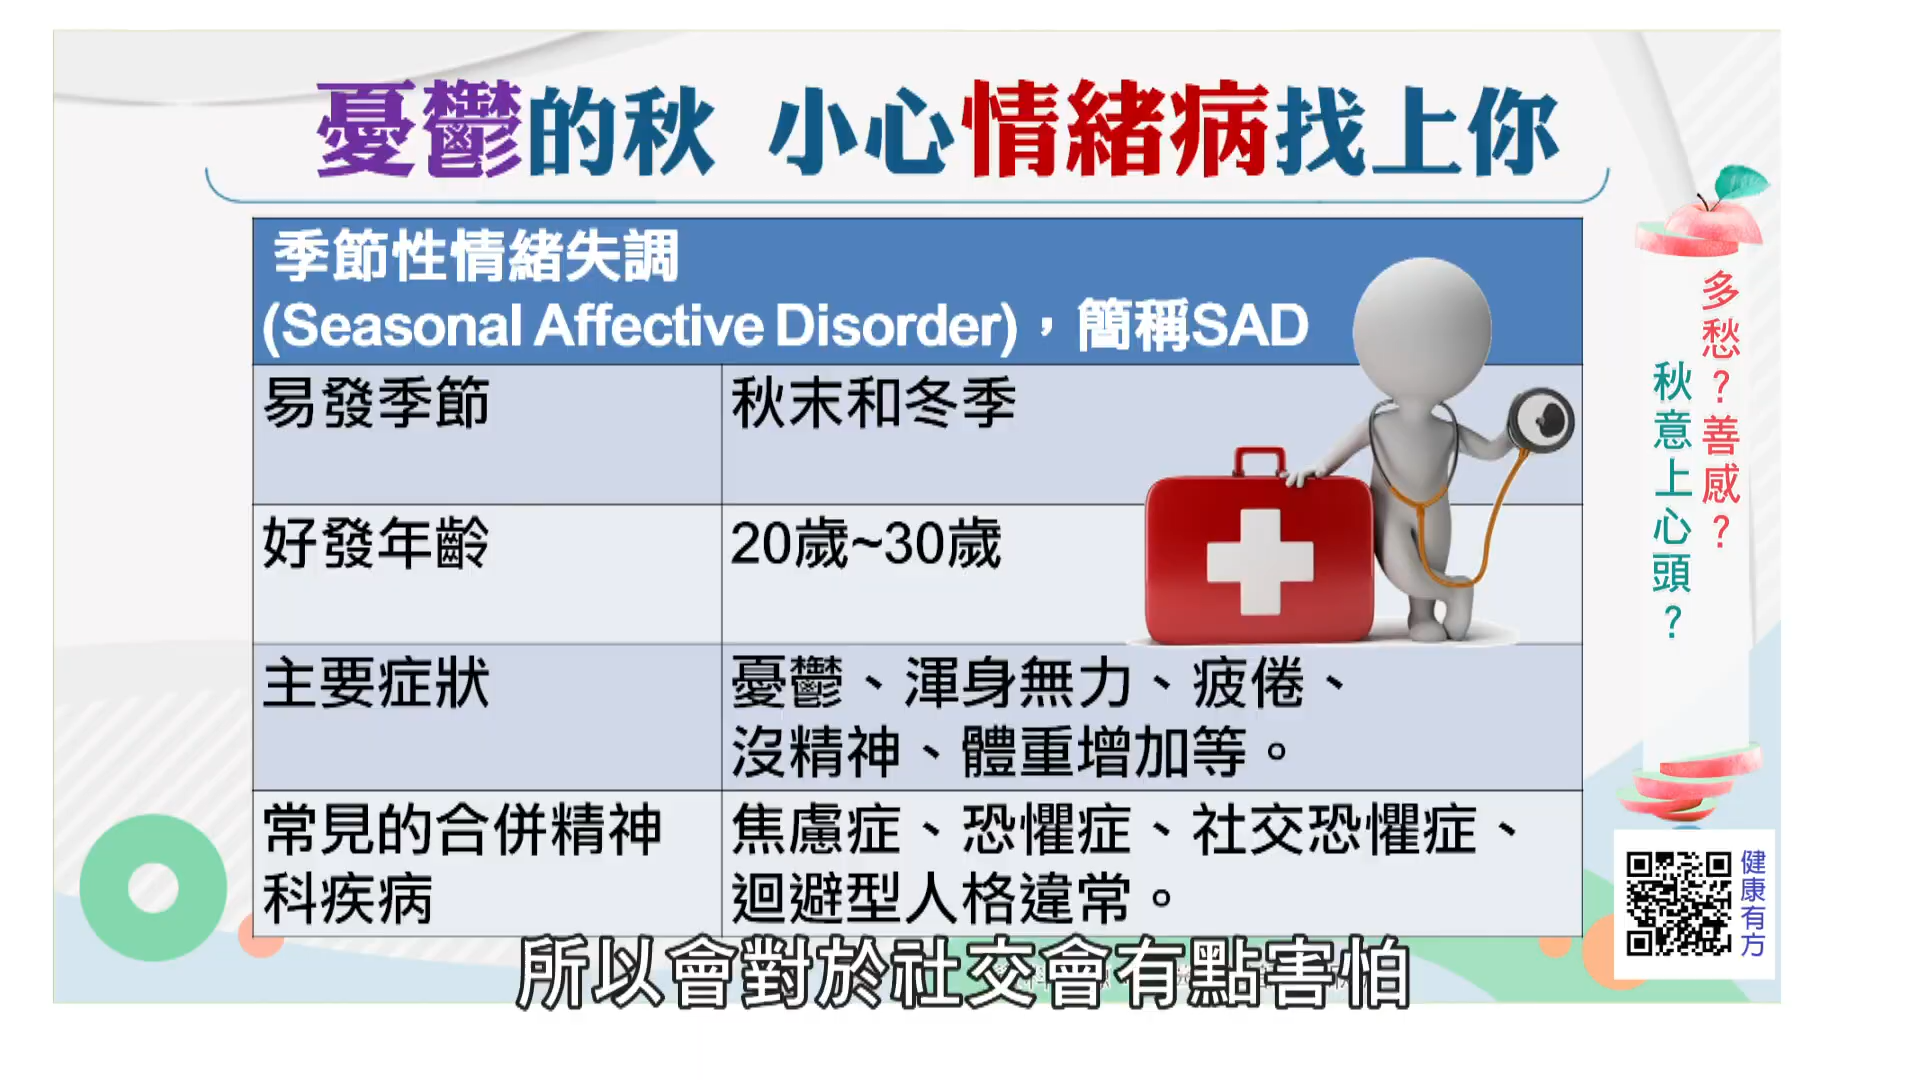 憂鬱的秋 小心情緒病找上你
季節性情緒失調
(Seasonal Affective Disorder)，簡稱SAD
易發季節
秋末和冬季
好發年齡
20歲~30歲
主要症狀
憂鬱、渾身無力、疲倦、
沒精神、體重增加等。
常見的合併精神
科疾病
焦慮症、恐懼症、社交恐懼症、
迴避型人格違常。
多愁？善感？
秋意上心頭？
健康有方
所以會對於社交會有點害怕